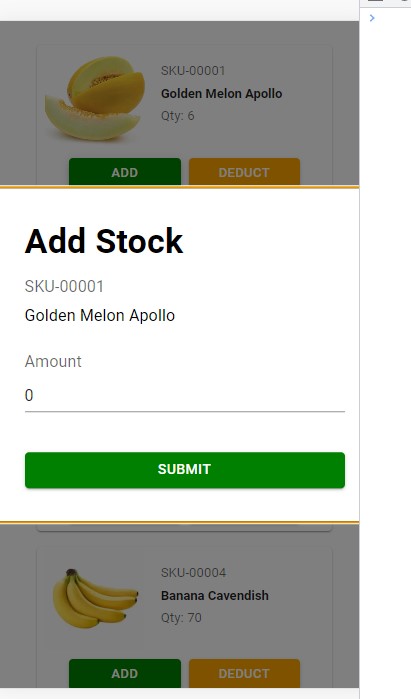 SKU-00001
Golden Melon Apollo
Qty: 6
ADD
DEDUCT
Add Stock
SKU-00001
Golden Melon Apollo
Amount
0
SUBMIT
SKU-00004
Banana Cavendish
Qty: 70
ADD
DEDUCT